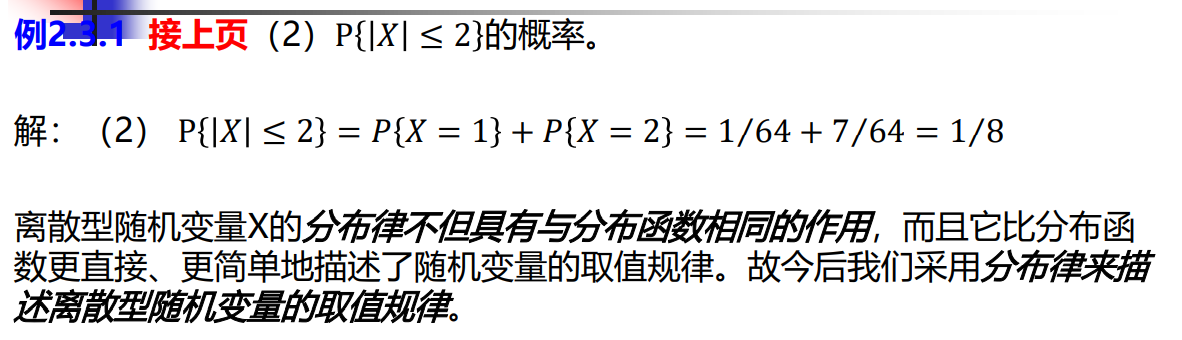 例2.3.1 接上页（2）P{|X| ≤ 2}的概率。
解：（2） P{|X| ≤ 2} = P{X = 1} + P{X = 2} = 1/64 + 7/64 = 1/8
离散型随机变量X的分布律不但具有与分布函数相同的作用，而且它比分布函
数更直接、更简单地描述了随机变量的取值规律。故今后我们采用分布律来描
述离散型随机变量的取值规律。